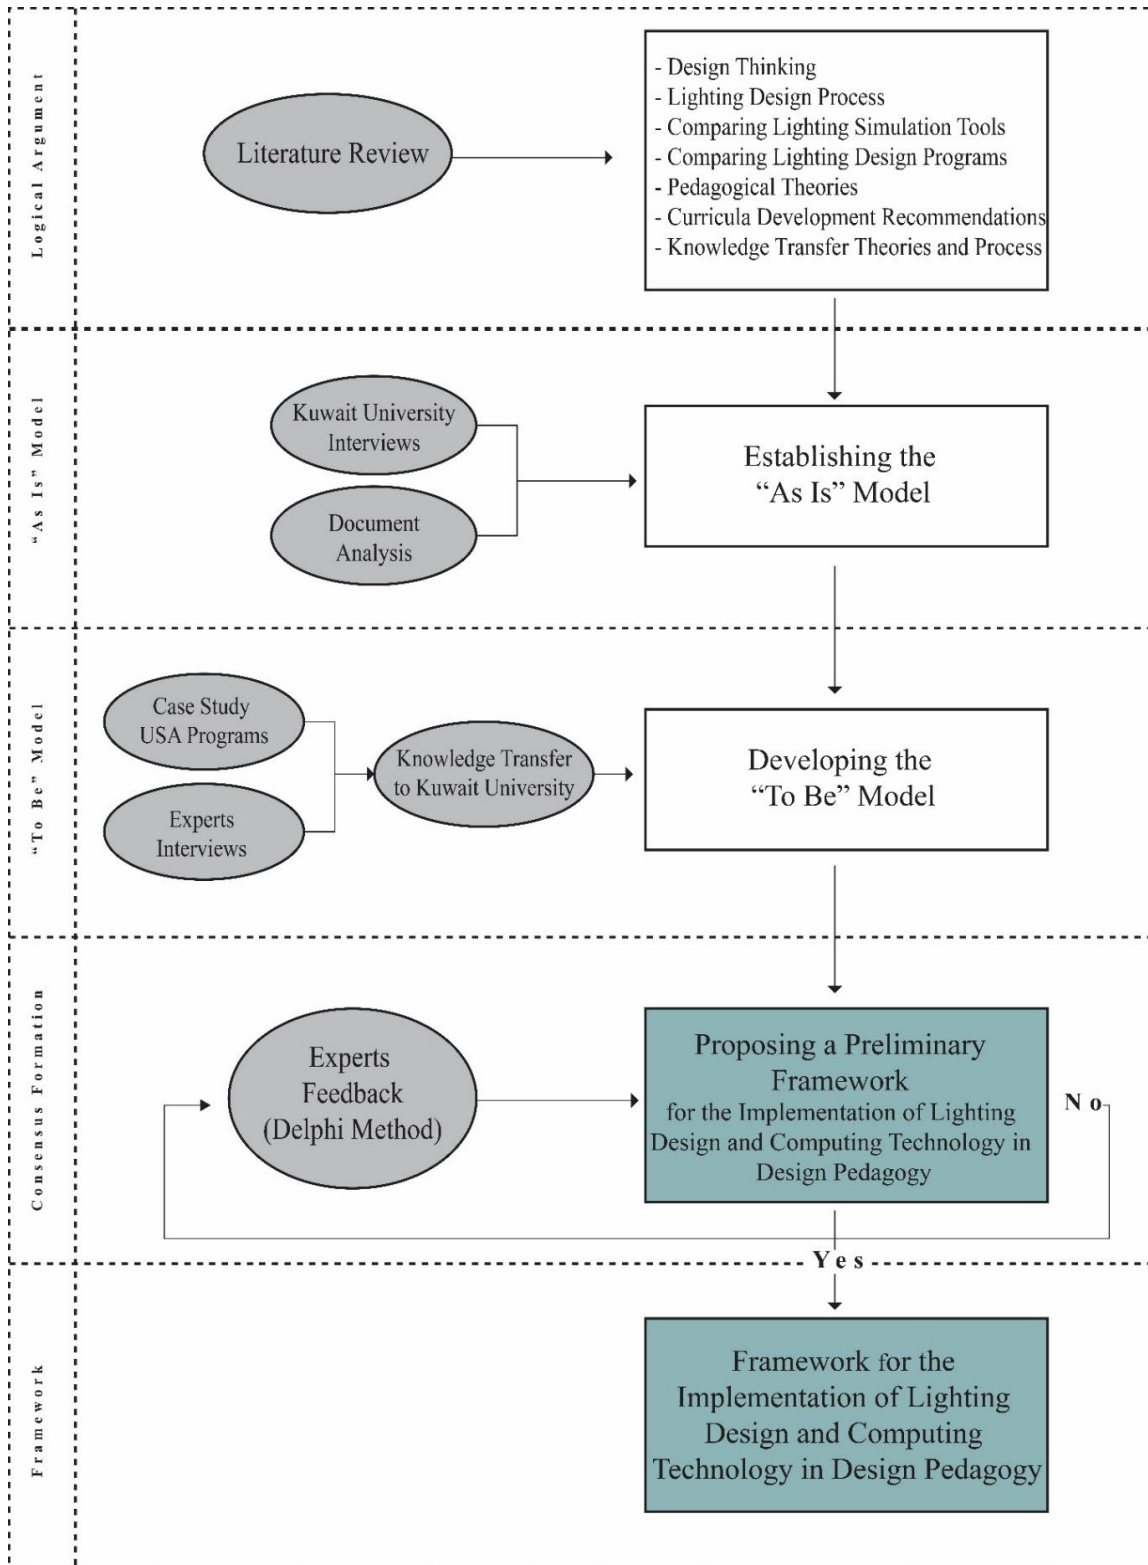 Logical Argument
Literature Review
- Design Thinking
- Lighting Design Process
- Comparing Lighting Simulation Tools
- Comparing Lighting Design Programs
- Pedagogical Theories
- Curricula Development Recommendations
- Knowledge Transfer Theories and Process
“As Is” Model
Kuwait University
Interviews
Document
Analysis
Establishing the
“As Is” Model
“To Be” Model
Case Study
USA Programs
Experts
Interviews
Knowledge Transfer
to Kuwait University
Developing the
“To Be” Model
Consensus Formation
Experts
Feedback
(Delphi Method)
Proposing a Preliminary
Framework
for the Implementation of Lighting
Design and Computing Technology in
Design Pedagogy
No
Yes
Framework
Framework for the
Implementation of Lighting
Design and Computing
Technology in Design Pedagogy